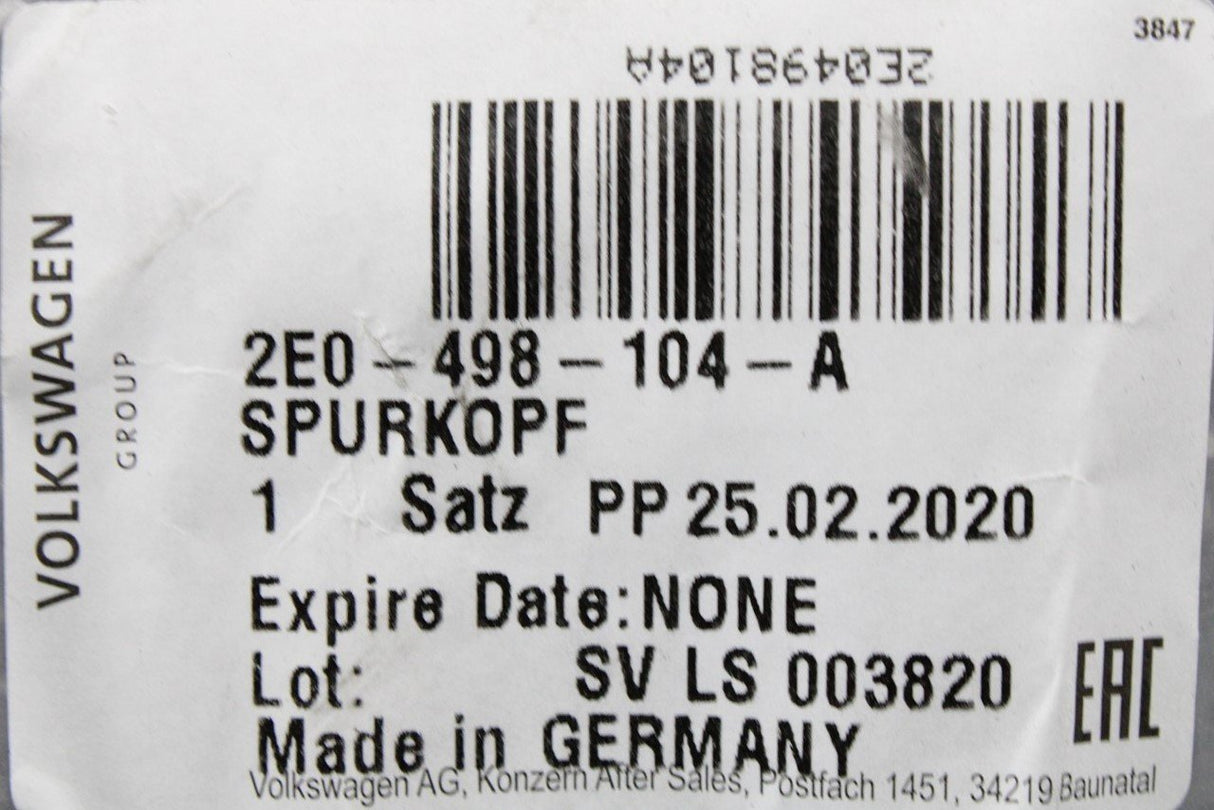 3847
2E0498104A
VOLKSWAGEN
GROUP
2E0 – 498 – 104 – A
SPURKOPF
1 Satz PP 25.02.2020
Expire Date:NONE
Lot: SV LS 003820
EAC
Made in GERMANY
Volkswagen AG, Konzern After Sales, Postfach 1451, 34219 Baunatal